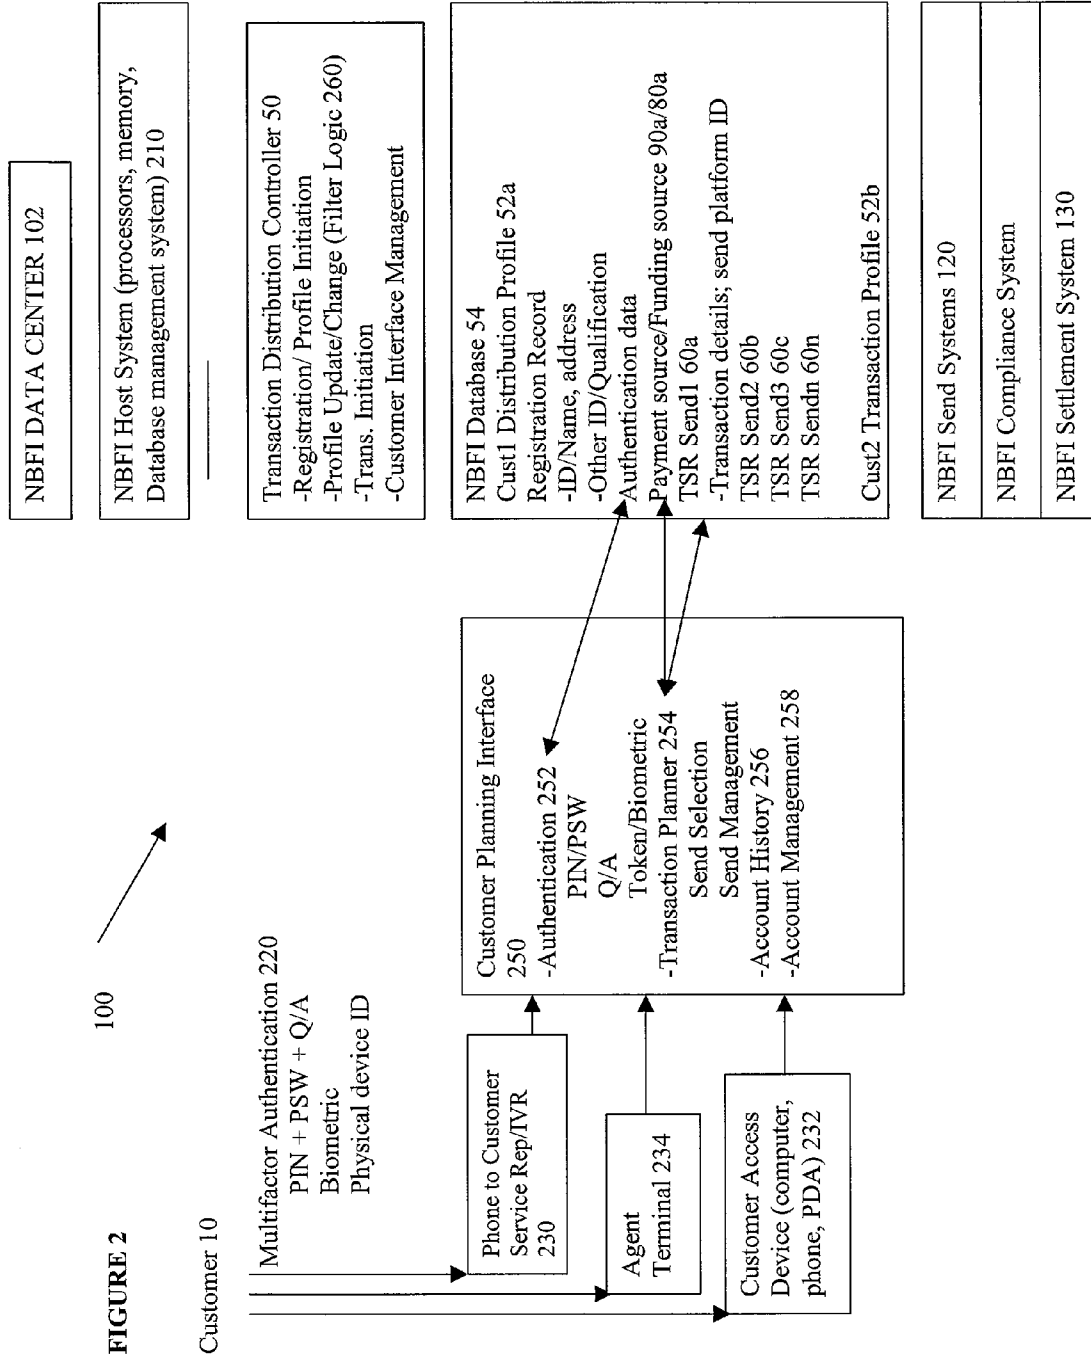 FIGURE 2
100
Customer 10
Multifactor Authentication 220
PIN + PSW + Q/A
Biometric
Physical device ID
Phone to Customer
Service Rep/IVR
230
Agent
Terminal 234
Customer Access
Device (computer,
phone, PDA) 232
Customer Planning Interface
250
-Authentication 252
PIN/PSW
Q/A
Token/Biometric
-Transaction Planner 254
Send Selection
Send Management
-Account History 256
-Account Management 258
NBFI DATA CENTER 102
NBFI Host System (processors, memory,
Database management system) 210
Transaction Distribution Controller 50
-Registration/ Profile Initiation
-Profile Update/Change (Filter Logic 260)
-Trans. Initiation
-Customer Interface Management
NBFI Database 54
Cust1 Distribution Profile 52a
Registration Record
-ID/Name, address
-Other ID/Qualification
Authentication data
Payment source/Funding source 90a/80a
TSR Send1 60a
-Transaction details; send platform ID
TSR Send2 60b
TSR Send3 60c
TSR Sendn 60n
Cust2 Transaction Profile 52b
NBFI Send Systems 120
NBFI Compliance System
NBFI Settlement System 130